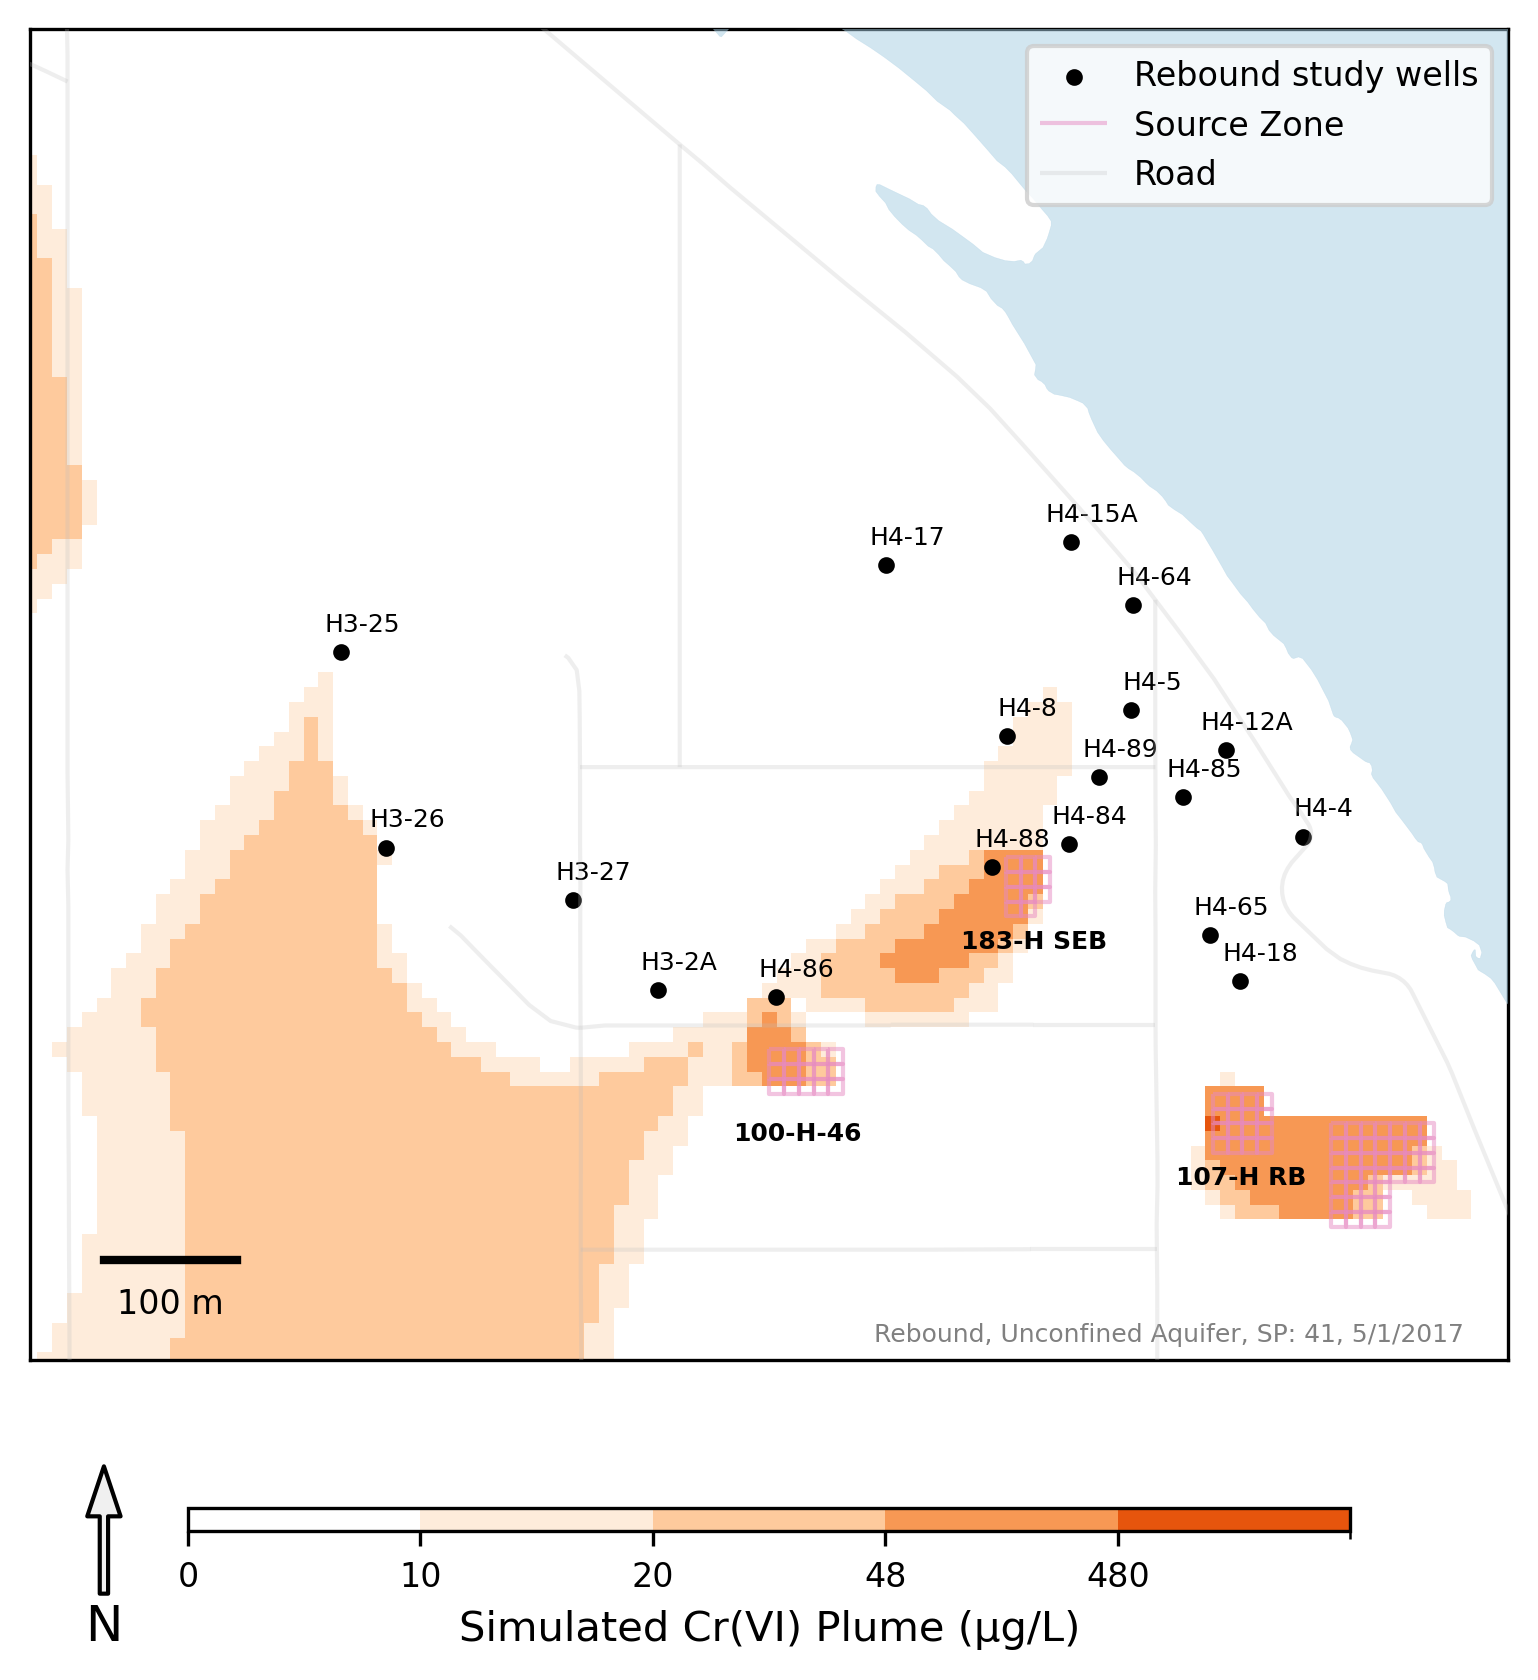 Rebound study wells
Source Zone
Road
H4-15A
H4-17
H4-64
H3-25
H4-5
H4-8
H4-12A
H4-89
H4-85
H4-4
H4-84
H3-26
H4-88
H3-27
H4-65
183-H SEB
H4-18
H3-2A
H4-86
100-H-46
107-H RB
100 m
Rebound, Unconfined Aquifer, SP: 41, 5/1/2017
0 10 20 48 480
N
Simulated Cr(VI) Plume (µg/L)